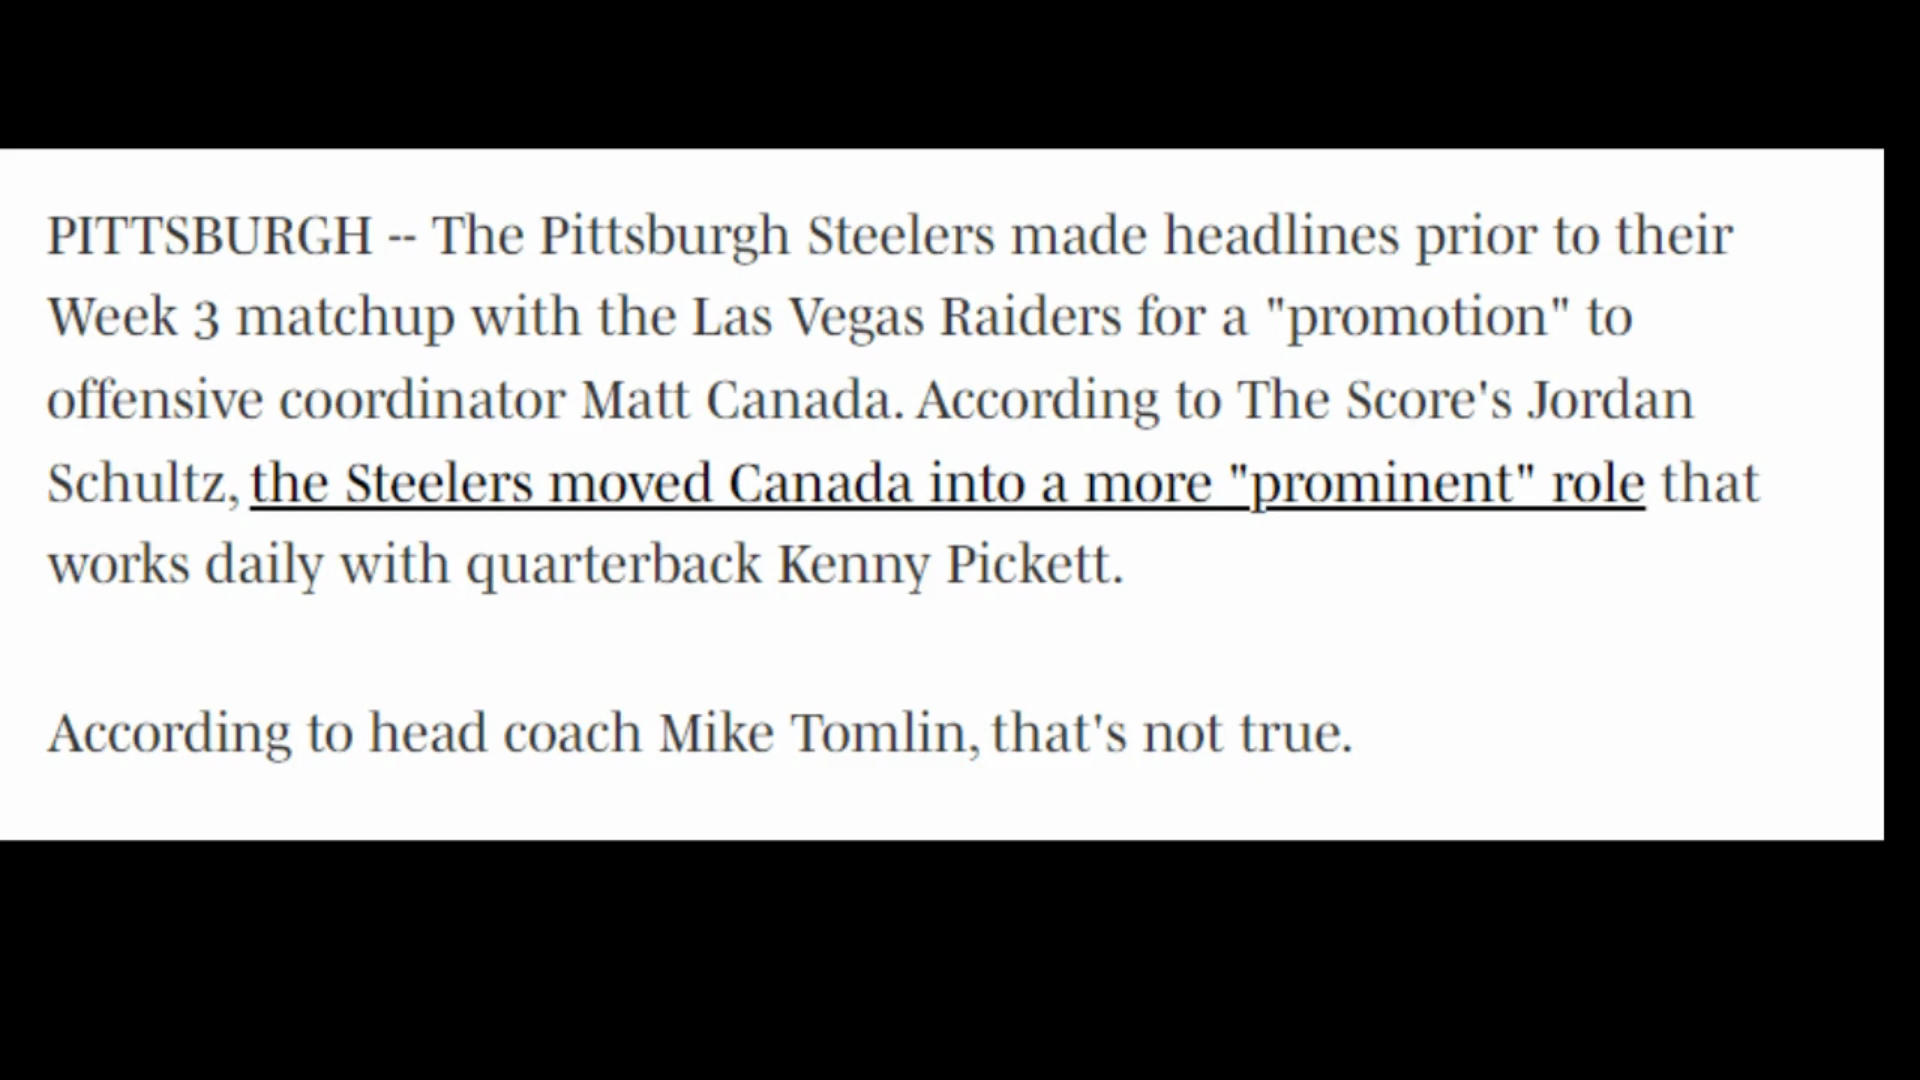 PITTSBURGH -- The Pittsburgh Steelers made headlines prior to their
Week 3 matchup with the Las Vegas Raiders for a "promotion" to
offensive coordinator Matt Canada. According to The Score's Jordan
Schultz, the Steelers moved Canada into a more "prominent" role that
works daily with quarterback Kenny Pickett.
According to head coach Mike Tomlin, that's not true.